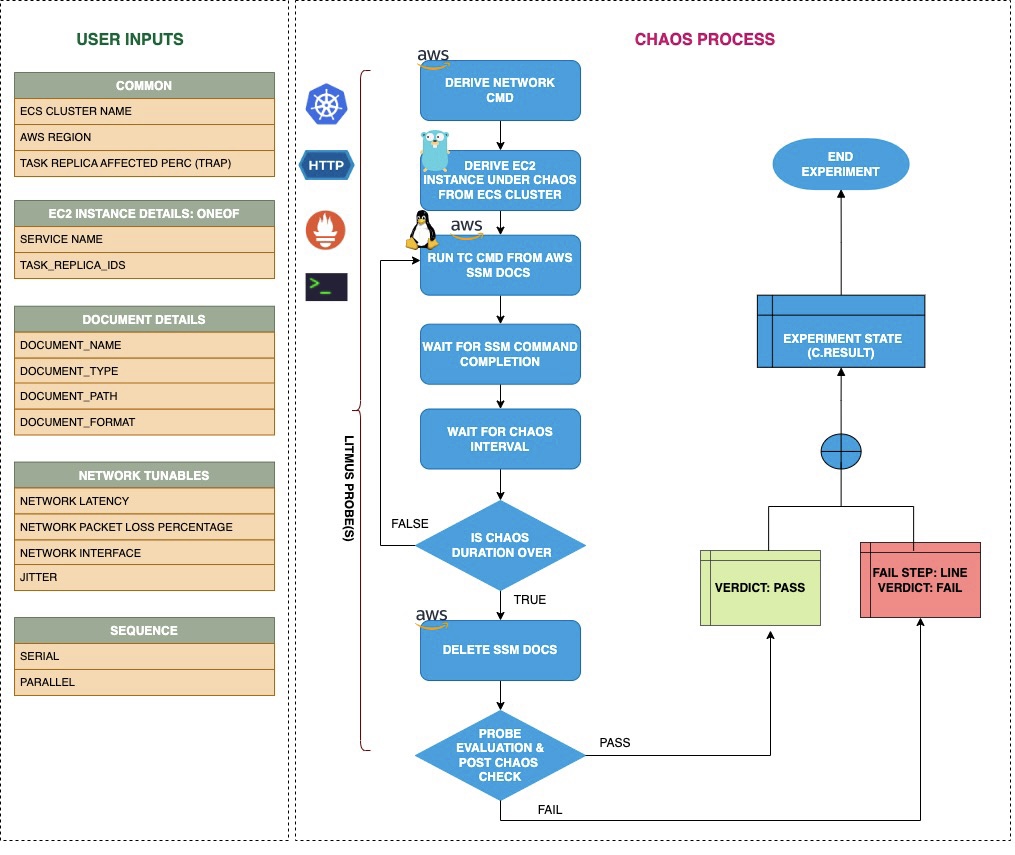 USER INPUTS
COMMON
ECS CLUSTER NAME
AWS REGION
TASK REPLICA AFFECTED PERC (TRAP)
EC2 INSTANCE DETAILS: ONEOF
SERVICE NAME
TASK_REPLICA_IDS
DOCUMENT DETAILS
DOCUMENT_NAME
DOCUMENT_TYPE
DOCUMENT_PATH
DOCUMENT_FORMAT
NETWORK TUNABLES
NETWORK LATENCY
NETWORK PACKET LOSS PERCENTAGE
NETWORK INTERFACE
JITTER
SEQUENCE
SERIAL
PARALLEL
CHAOS PROCESS
HTTP
>_
LITMUS PROBE(S)
aws
DERIVE NETWORK
CMD
DERIVE EC2
INSTANCE UNDER CHAOS
FROM ECS CLUSTER
aws
RUN TC CMD FROM AWS
SSM DOCS
WAIT FOR SSM COMMAND
COMPLETION
WAIT FOR CHAOS
INTERVAL
FALSE
IS CHAOS
DURATION OVER
TRUE
aws
DELETE SSM DOCS
PROBE
EVALUATION &
POST CHAOS
CHECK
PASS
FAIL
VERDICT: PASS
FAIL STEP: LINE
VERDICT: FAIL
EXPERIMENT STATE
(C.RESULT)
END
EXPERIMENT